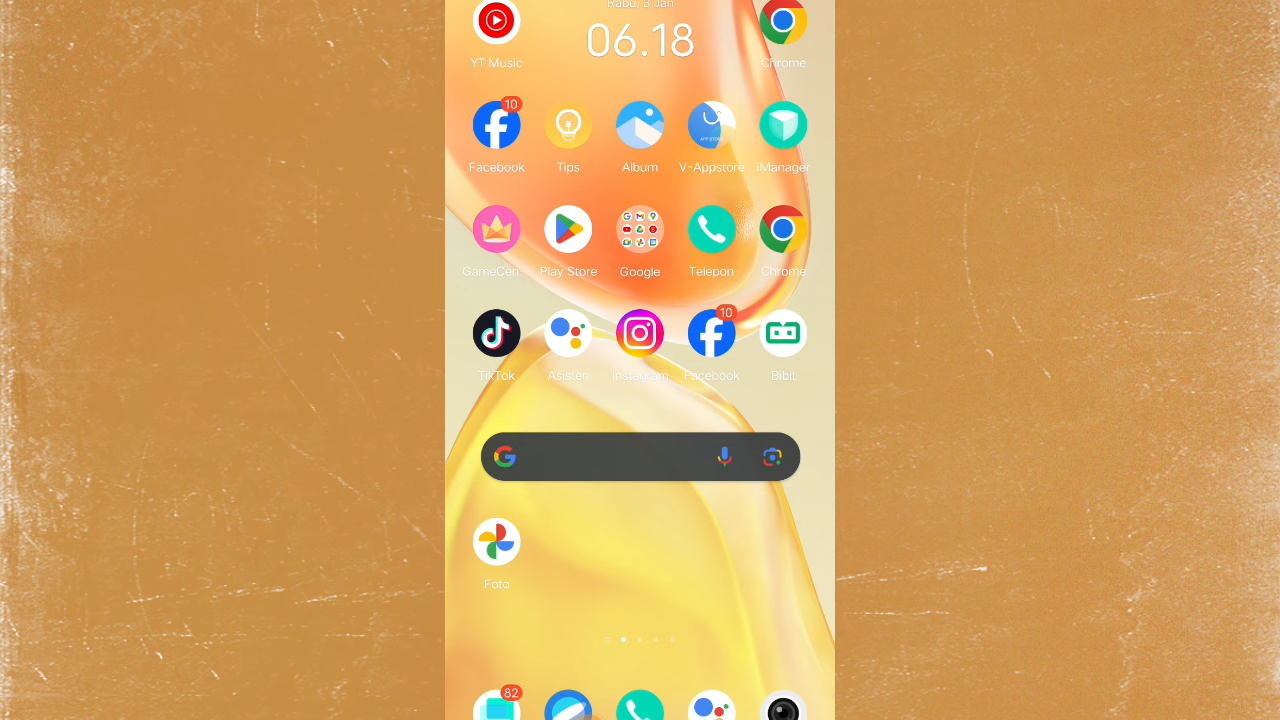 Rabu, 3 Jan
06.18
YT Music
Chrome
10
Facebook
Tips
Album
V-Appstore
iManager
GameCen
Play Store
Google
Telepon
Chrome
10
TikTok
Asisten
Instagram
Facebook
Bibit
Foto
82